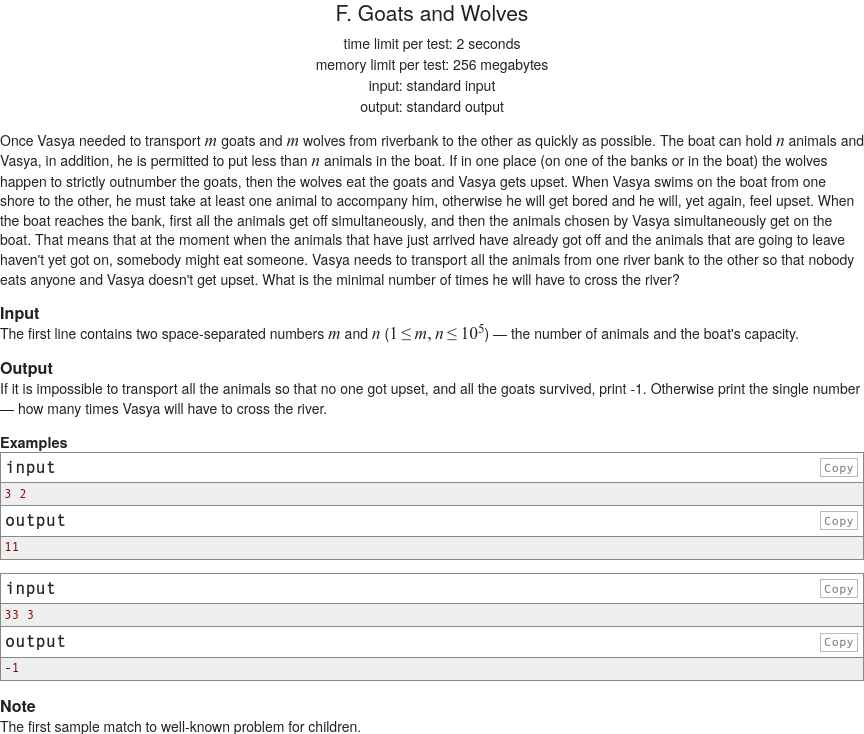 F. Goats and Wolves
time limit per test: 2 seconds
memory limit per test: 256 megabytes
input: standard input
output: standard output
Once Vasya needed to transport m goats and m wolves from riverbank to the other as quickly as possible. The boat can hold n animals and
Vasya, in addition, he is permitted to put less than n animals in the boat. If in one place (on one of the banks or in the boat) the wolves
happen to strictly outnumber the goats, then the wolves eat the goats and Vasya gets upset. When Vasya swims on the boat from one
shore to the other, he must take at least one animal to accompany him, otherwise he will get bored and he will, yet again, feel upset. When
the boat reaches the bank, first all the animals get off simultaneously, and then the animals chosen by Vasya simultaneously get on the
boat. That means that at the moment when the animals that have just arrived have already got off and the animals that are going to leave
haven't yet got on, somebody might eat someone. Vasya needs to transport all the animals from one river bank to the other so that nobody
eats anyone and Vasya doesn't get upset. What is the minimal number of times he will have to cross the river?
Input
The first line contains two space-separated numbers m and n (1 ≤ m, n ≤ 10^5) — the number of animals and the boat's capacity.
Output
If it is impossible to transport all the animals so that no one got upset, and all the goats survived, print -1. Otherwise print the single number
— how many times Vasya will have to cross the river.
Examples
input Copy
3 2
output Copy
11
input Copy
33 3
output Copy
-1
Note
The first sample match to well-known problem for children.